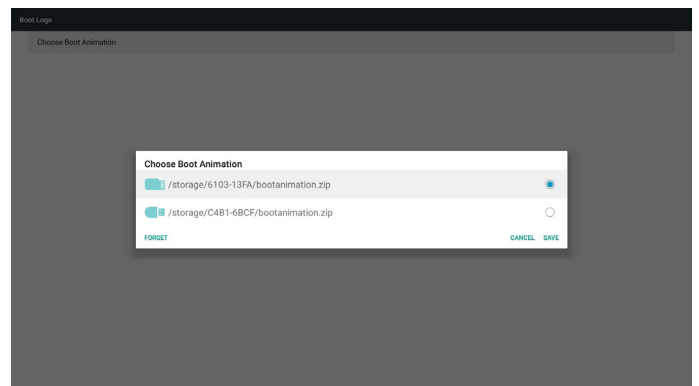 Boot Logo
Choose Boot Animation
Choose Boot Animation
/storage/6103-13FA/bootanimation.zip
/storage/C4B1-6BCF/bootanimation.zip
FORGET CANCEL SAVE